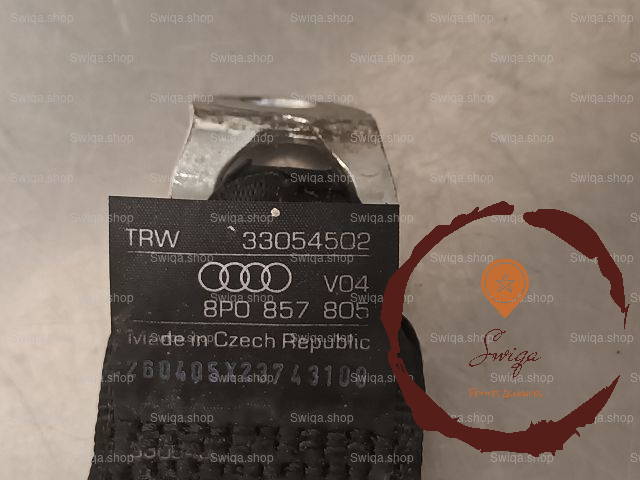 TRW 33054502
V04
8P0 857 805
Made in Czech Republic
Swiqa
Swiqa.shop